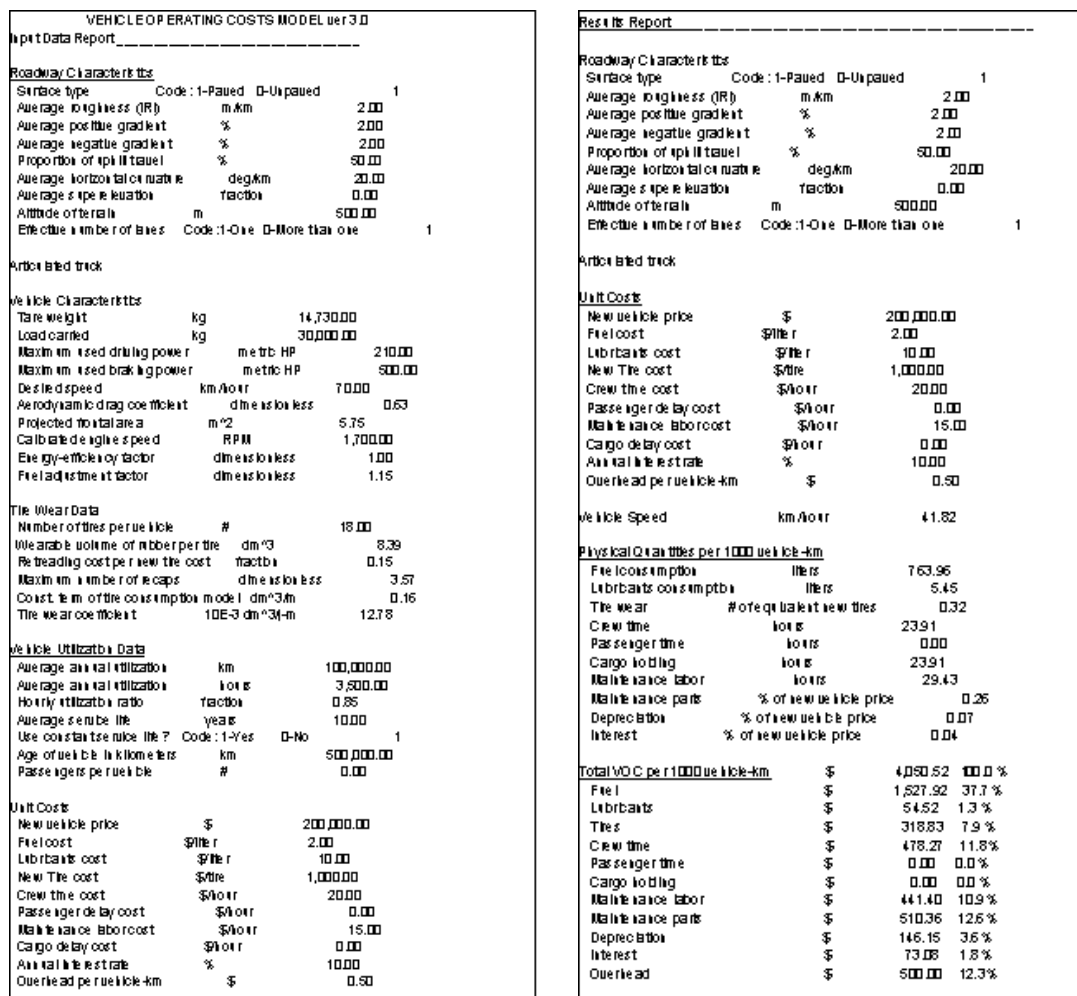 VEHICLE OPERATING COSTS MODEL ver 3.0
Input Data Report
Roadway Characteristics
Surface type Code: 1-Paved 0-Unpaved 1
Average roughness (IRI) m/km 2.00
Average positive gradient % 2.00
Average negative gradient % 2.00
Proportion of uphill travel % 50.00
Average horizontal curvature deg/km 20.00
Average superelevation fraction 0.00
Altitude of terrain m 500.00
Effective number of lanes Code:1-One 0-More than one 1
Articulated truck
Vehicle Characteristics
Tare weight kg 14,730.00
Load carried kg 30,000.00
Maximum used driving power metric HP 210.00
Maximum used braking power metric HP 500.00
Desired speed km/hour 70.00
Aerodynamic drag coefficient dimensionless 0.63
Projected frontal area m^2 5.75
Calibrated engine speed RPM 1,700.00
Energy-efficiency factor dimensionless 1.00
Fuel adjustment factor dimensionless 1.15
Tire Wear Data
Number of tires per vehicle # 18.00
Wearable volume of rubber per tire dm^3 8.39
Retreading cost per new tire cost fraction 0.15
Maximum number of recaps dimensionless 3.57
Const. term of tire consumption model dm^3/m 0.16
Tire wear coefficient 10E-3 dm^3/j-m 12.78
Vehicle Utilization Data
Average annual utilization km 100,000.00
Average annual utilization hours 3,500.00
Hourly utilization ratio fraction 0.85
Average service life years 10.00
Use constant service life? Code: 1-Yes 0-No 1
Age of vehicle in kilometers km 500,000.00
Passengers per vehicle # 0.00
Unit Costs
New vehicle price $ 200,000.00
Fuel cost $/liter 2.00
Lubricants cost $/liter 10.00
New Tire cost $/tire 1,000.00
Crew time cost $/hour 20.00
Passenger delay cost $/hour 0.00
Maintenance labor cost $/hour 15.00
Cargo delay cost $/hour 0.00
Annual interest rate % 10.00
Overhead per vehicle-km $ 0.50
Results Report
Roadway Characteristics
Surface type Code: 1-Paved 0-Unpaved 1
Average roughness (IRI) m/km 2.00
Average positive gradient % 2.00
Average negative gradient % 2.00
Proportion of uphill travel % 50.00
Average horizontal curvature deg/km 20.00
Average superelevation fraction 0.00
Altitude of terrain m 500.00
Effective number of lanes Code:1-One 0-More than one 1
Articulated truck
Unit Costs
New vehicle price $ 200,000.00
Fuel cost $/liter 2.00
Lubricants cost $/liter 10.00
New Tire cost $/tire 1,000.00
Crew time cost $/hour 20.00
Passenger delay cost $/hour 0.00
Maintenance labor cost $/hour 15.00
Cargo delay cost $/hour 0.00
Annual interest rate % 10.00
Overhead per vehicle-km $ 0.50
Vehicle Speed km/hour 41.82
Physical Quantities per 1000 vehicle-km
Fuel consumption liters 763.96
Lubricants consumption liters 5.45
Tire wear # of equivalent new tires 0.32
Crew time hours 23.91
Passenger time hours 0.00
Cargo holding hours 23.91
Maintenance labor hours 29.43
Maintenance parts % of new vehicle price 0.26
Depreciation % of new vehicle price 0.07
Interest % of new vehicle price 0.04
Total VOC per 1000 vehicle-km $ 4,050.52 100.0 %
Fuel $ 1,527.92 37.7 %
Lubricants $ 54.52 1.3 %
Tires $ 318.83 7.9 %
Crew time $ 478.27 11.8%
Passenger time $ 0.00 0.0 %
Cargo holding $ 0.00 0.0 %
Maintenance labor $ 441.40 10.9 %
Maintenance parts $ 510.36 12.6 %
Depreciation $ 146.15 3.6 %
Interest $ 73.08 1.8 %
Overhead $ 500.00 12.3%